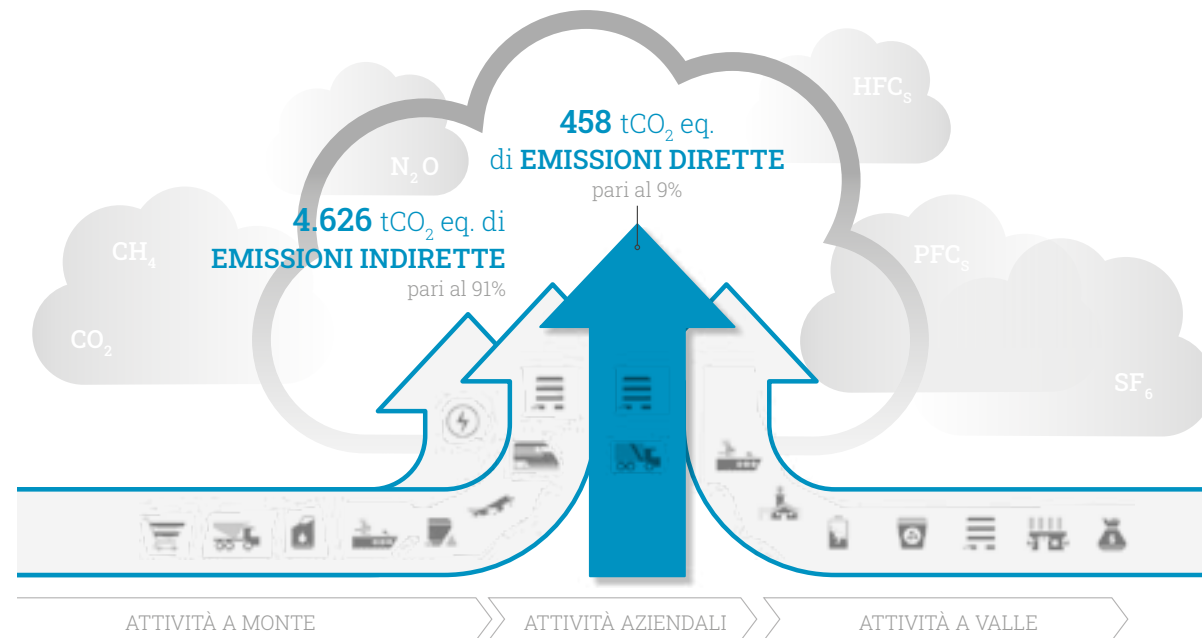 HFCs
458 tCO₂ eq.
di EMISSIONI DIRETTE
pari al 9%
N₂O
4.626 tCO₂ eq. di
EMISSIONI INDIRETTE
pari al 91%
CH₄
PFCs
CO₂
SF₆
ATTIVITÀ A MONTE
ATTIVITÀ AZIENDALI
ATTIVITÀ A VALLE